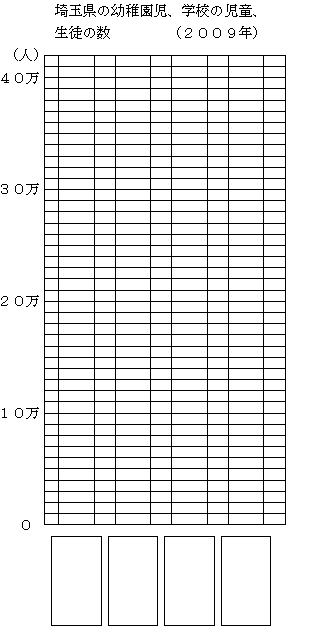 埼玉県の幼稚園児、学校の児童、
生徒の数　　　　　（２００９年）
（人）
４０万
３０万
２０万
１０万
０